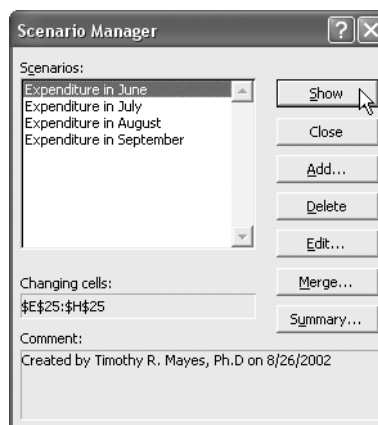 Scenario Manager
Scenarios:
Expenditure in June
Expenditure in July
Expenditure in August
Expenditure in September
Show
Close
Add...
Delete
Edit...
Merge...
Summary...
Changing cells:
$E$25:$H$25
Comment:
Created by Timothy R. Mayes, Ph.D on 8/26/2002